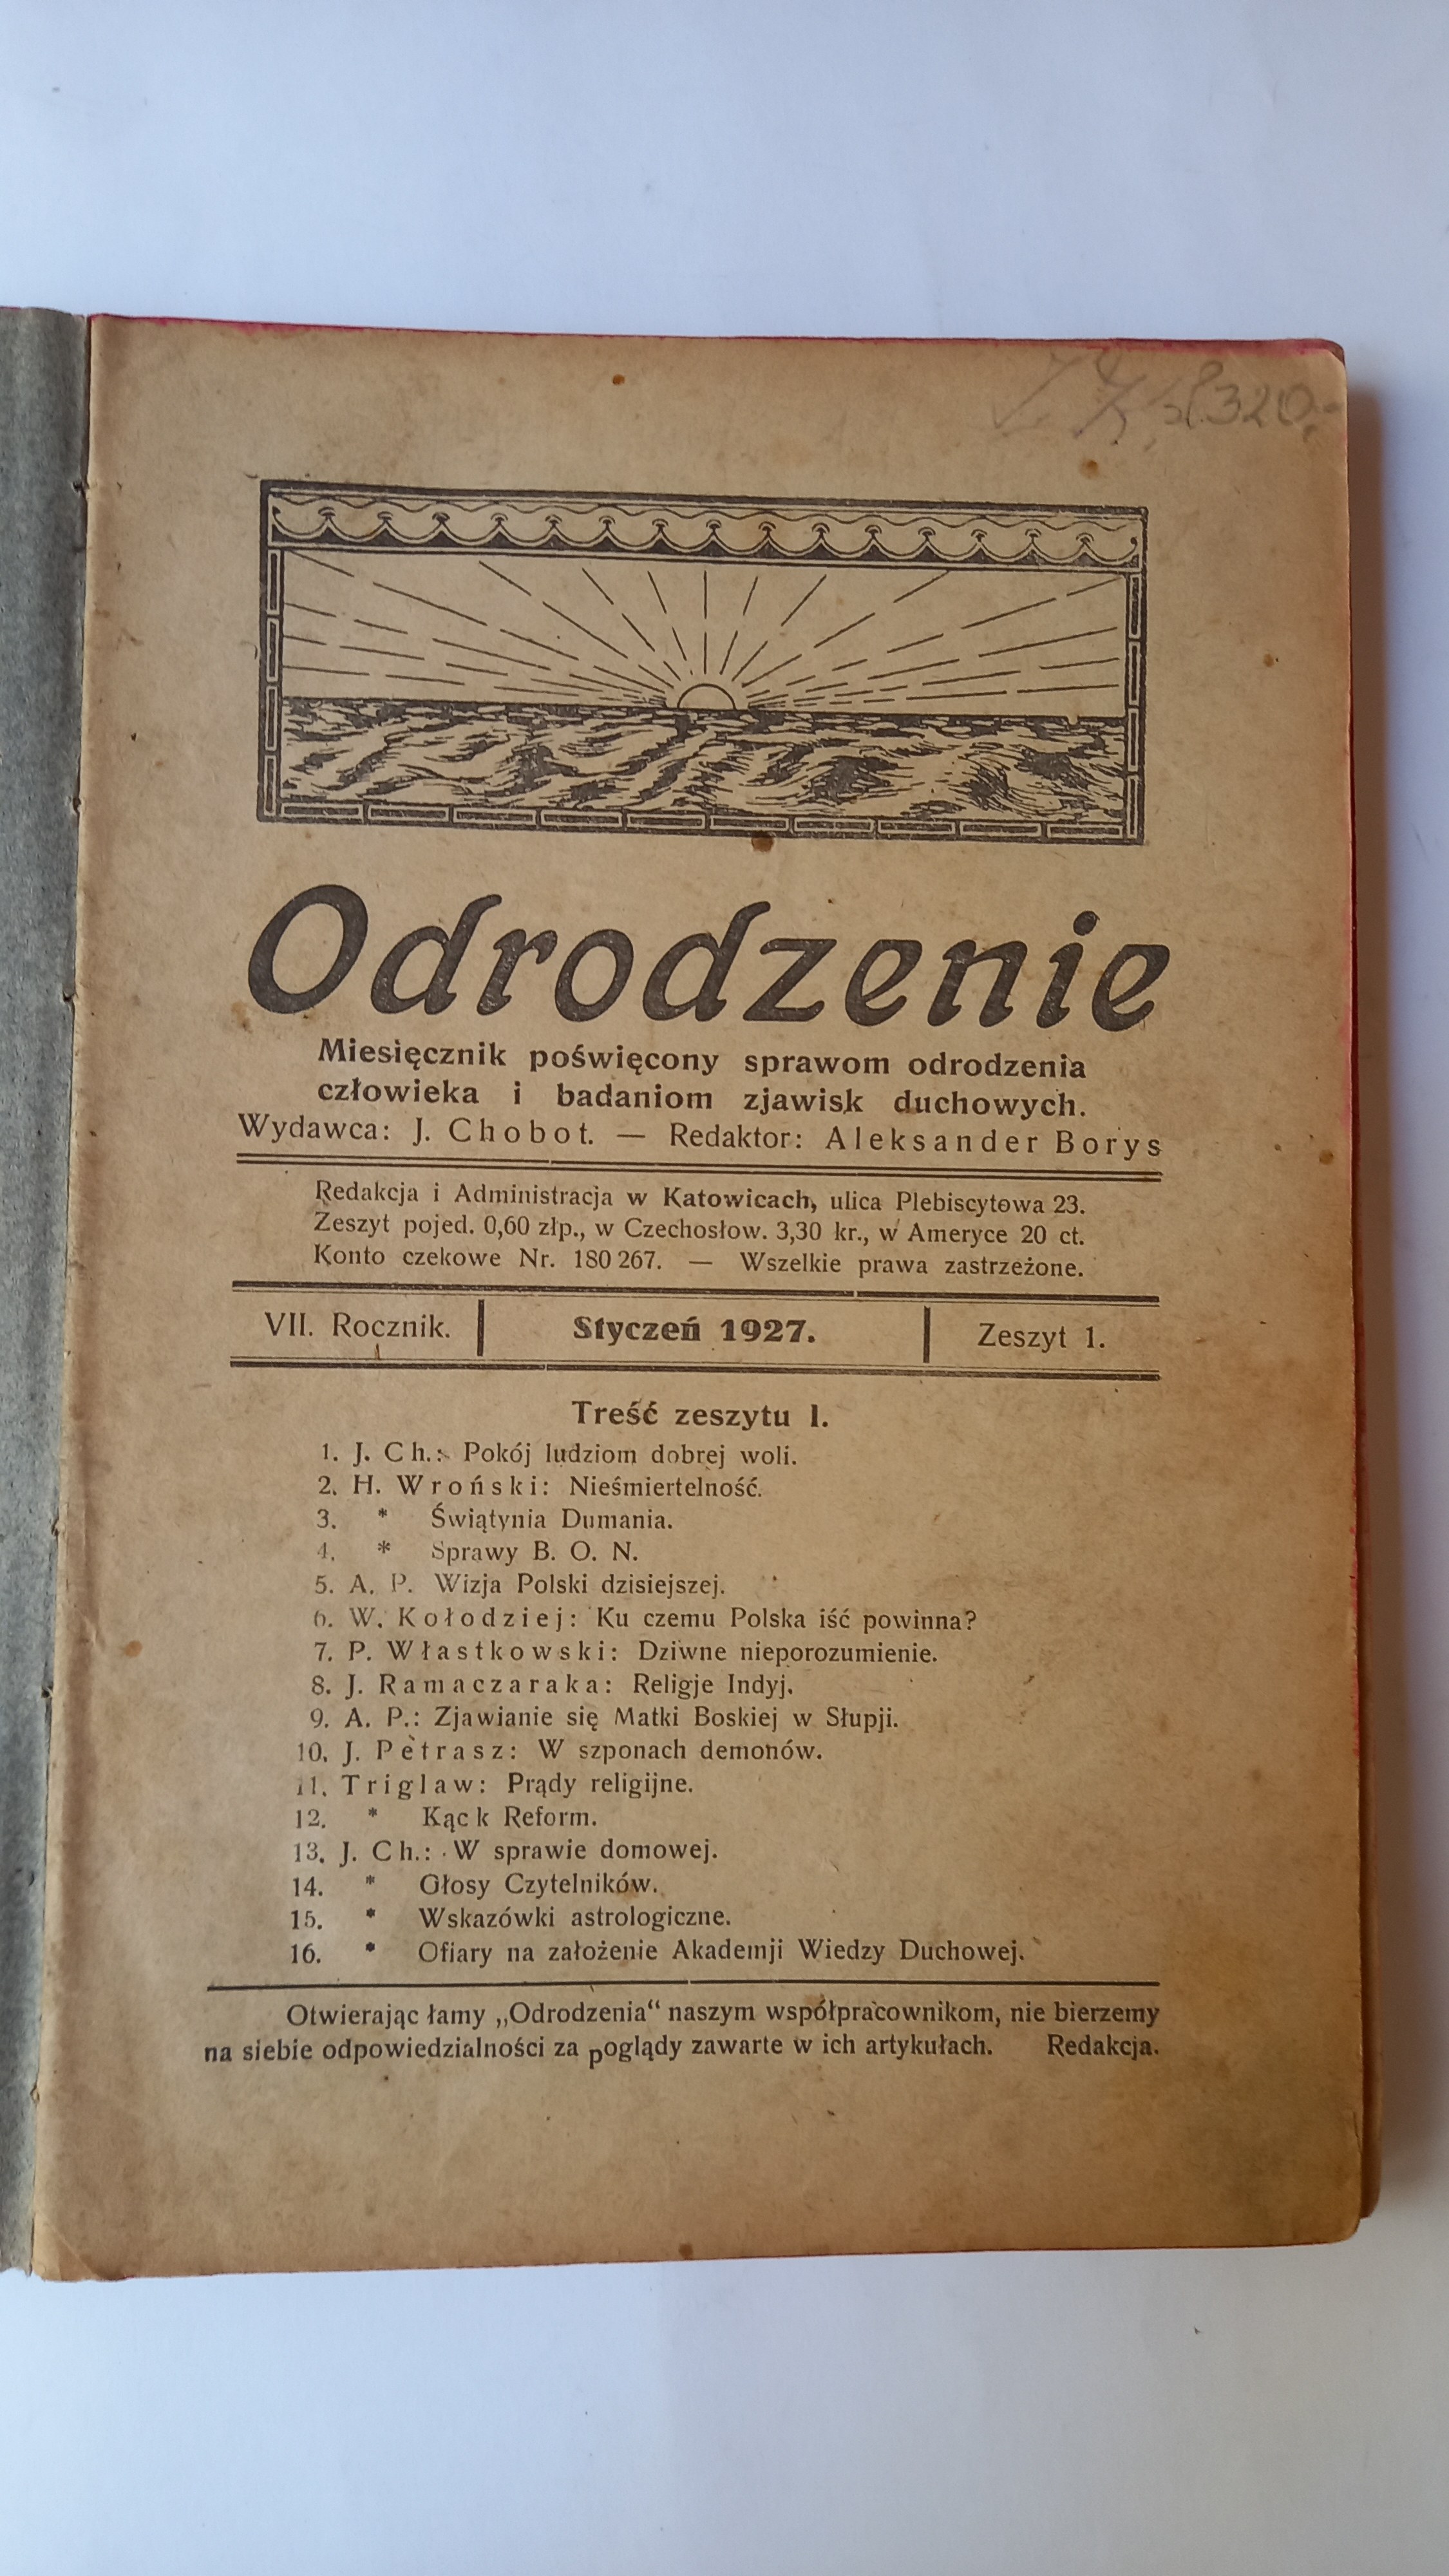 320,-
Odrodzenie
Miesięcznik poświęcony sprawom odrodzenia
człowieka i badaniom zjawisk duchowych.
Wydawca: J. Chobot. — Redaktor: Aleksander Borys
Redakcja i Administracja w Katowicach, ulica Plebiscytowa 23.
Zeszyt pojed. 0,60 złp., w Czechosłow. 3,30 kr., w Ameryce 20 ct.
Konto czekowe Nr. 180 267. — Wszelkie prawa zastrzeżone.
VII. Rocznik. Styczeń 1927. Zeszyt 1.
Treść zeszytu I.
1. J. Ch.: Pokój ludziom dobrej woli.
2. H. Wroński: Nieśmiertelność.
3. * Świątynia Dumania.
4. * Sprawy B. O. N.
5. A. P. Wizja Polski dzisiejszej.
6. W. Kołodziej: Ku czemu Polska iść powinna?
7. P. Włastkowski: Dziwne nieporozumienie.
8. J. Ramaczaraka: Religje Indyj.
9. A. P.: Zjawianie się Matki Boskiej w Słupji.
10. J. Petrasz: W szponach demonów.
11. Triglaw: Prądy religijne.
12. * Kąc k Reform.
13. J. Ch.: W sprawie domowej.
14. * Głosy Czytelników.
15. * Wskazówki astrologiczne.
16. * Ofiary na założenie Akademji Wiedzy Duchowej.
Otwierając łamy „Odrodzenia“ naszym współpracownikom, nie bierzemy
na siebie odpowiedzialności za poglądy zawarte w ich artykułach. Redakcja.